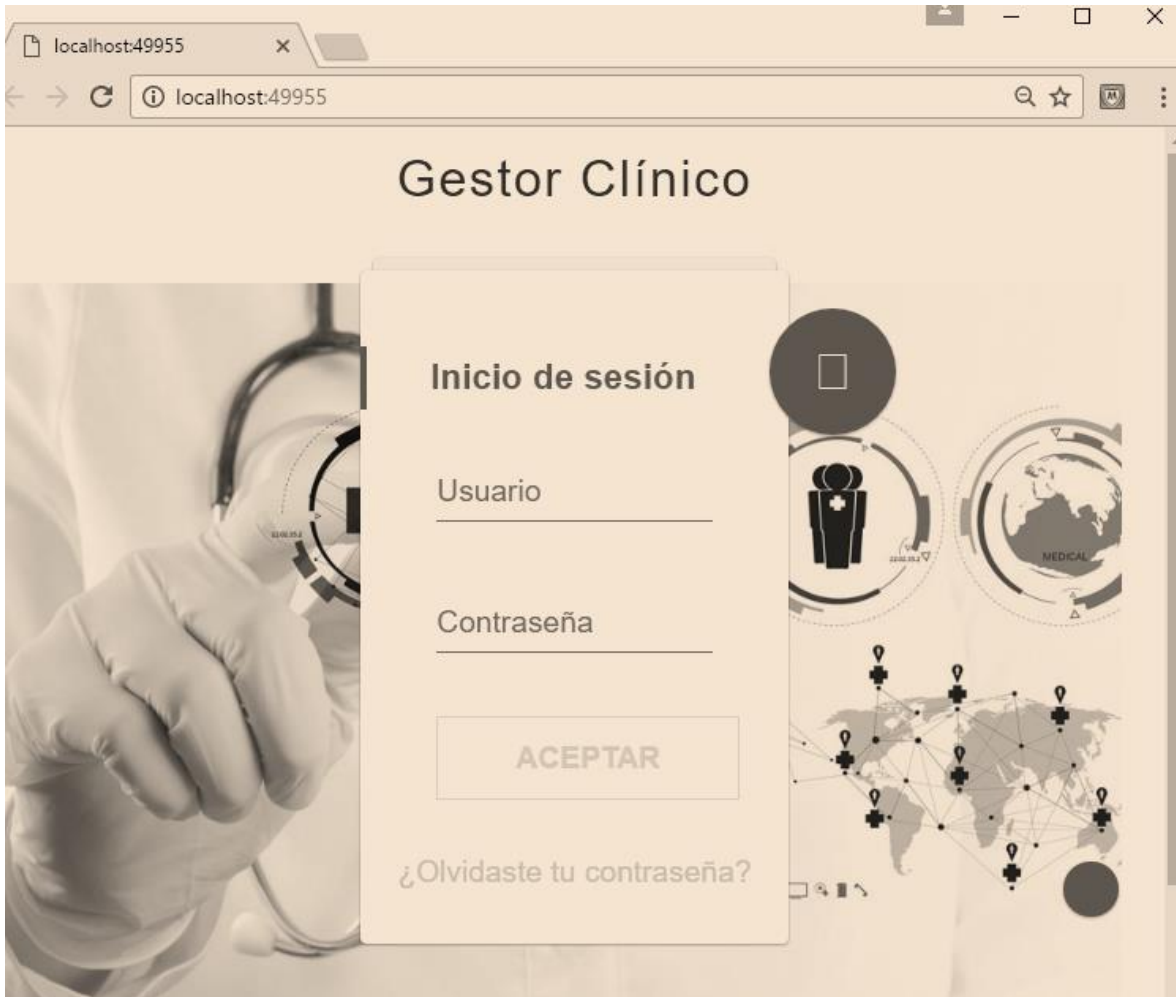 localhost:49955
localhost:49955
Gestor Clínico
Inicio de sesión
Usuario
MEDICAL
Contraseña
ACEPTAR
¿Olvidaste tu contraseña?